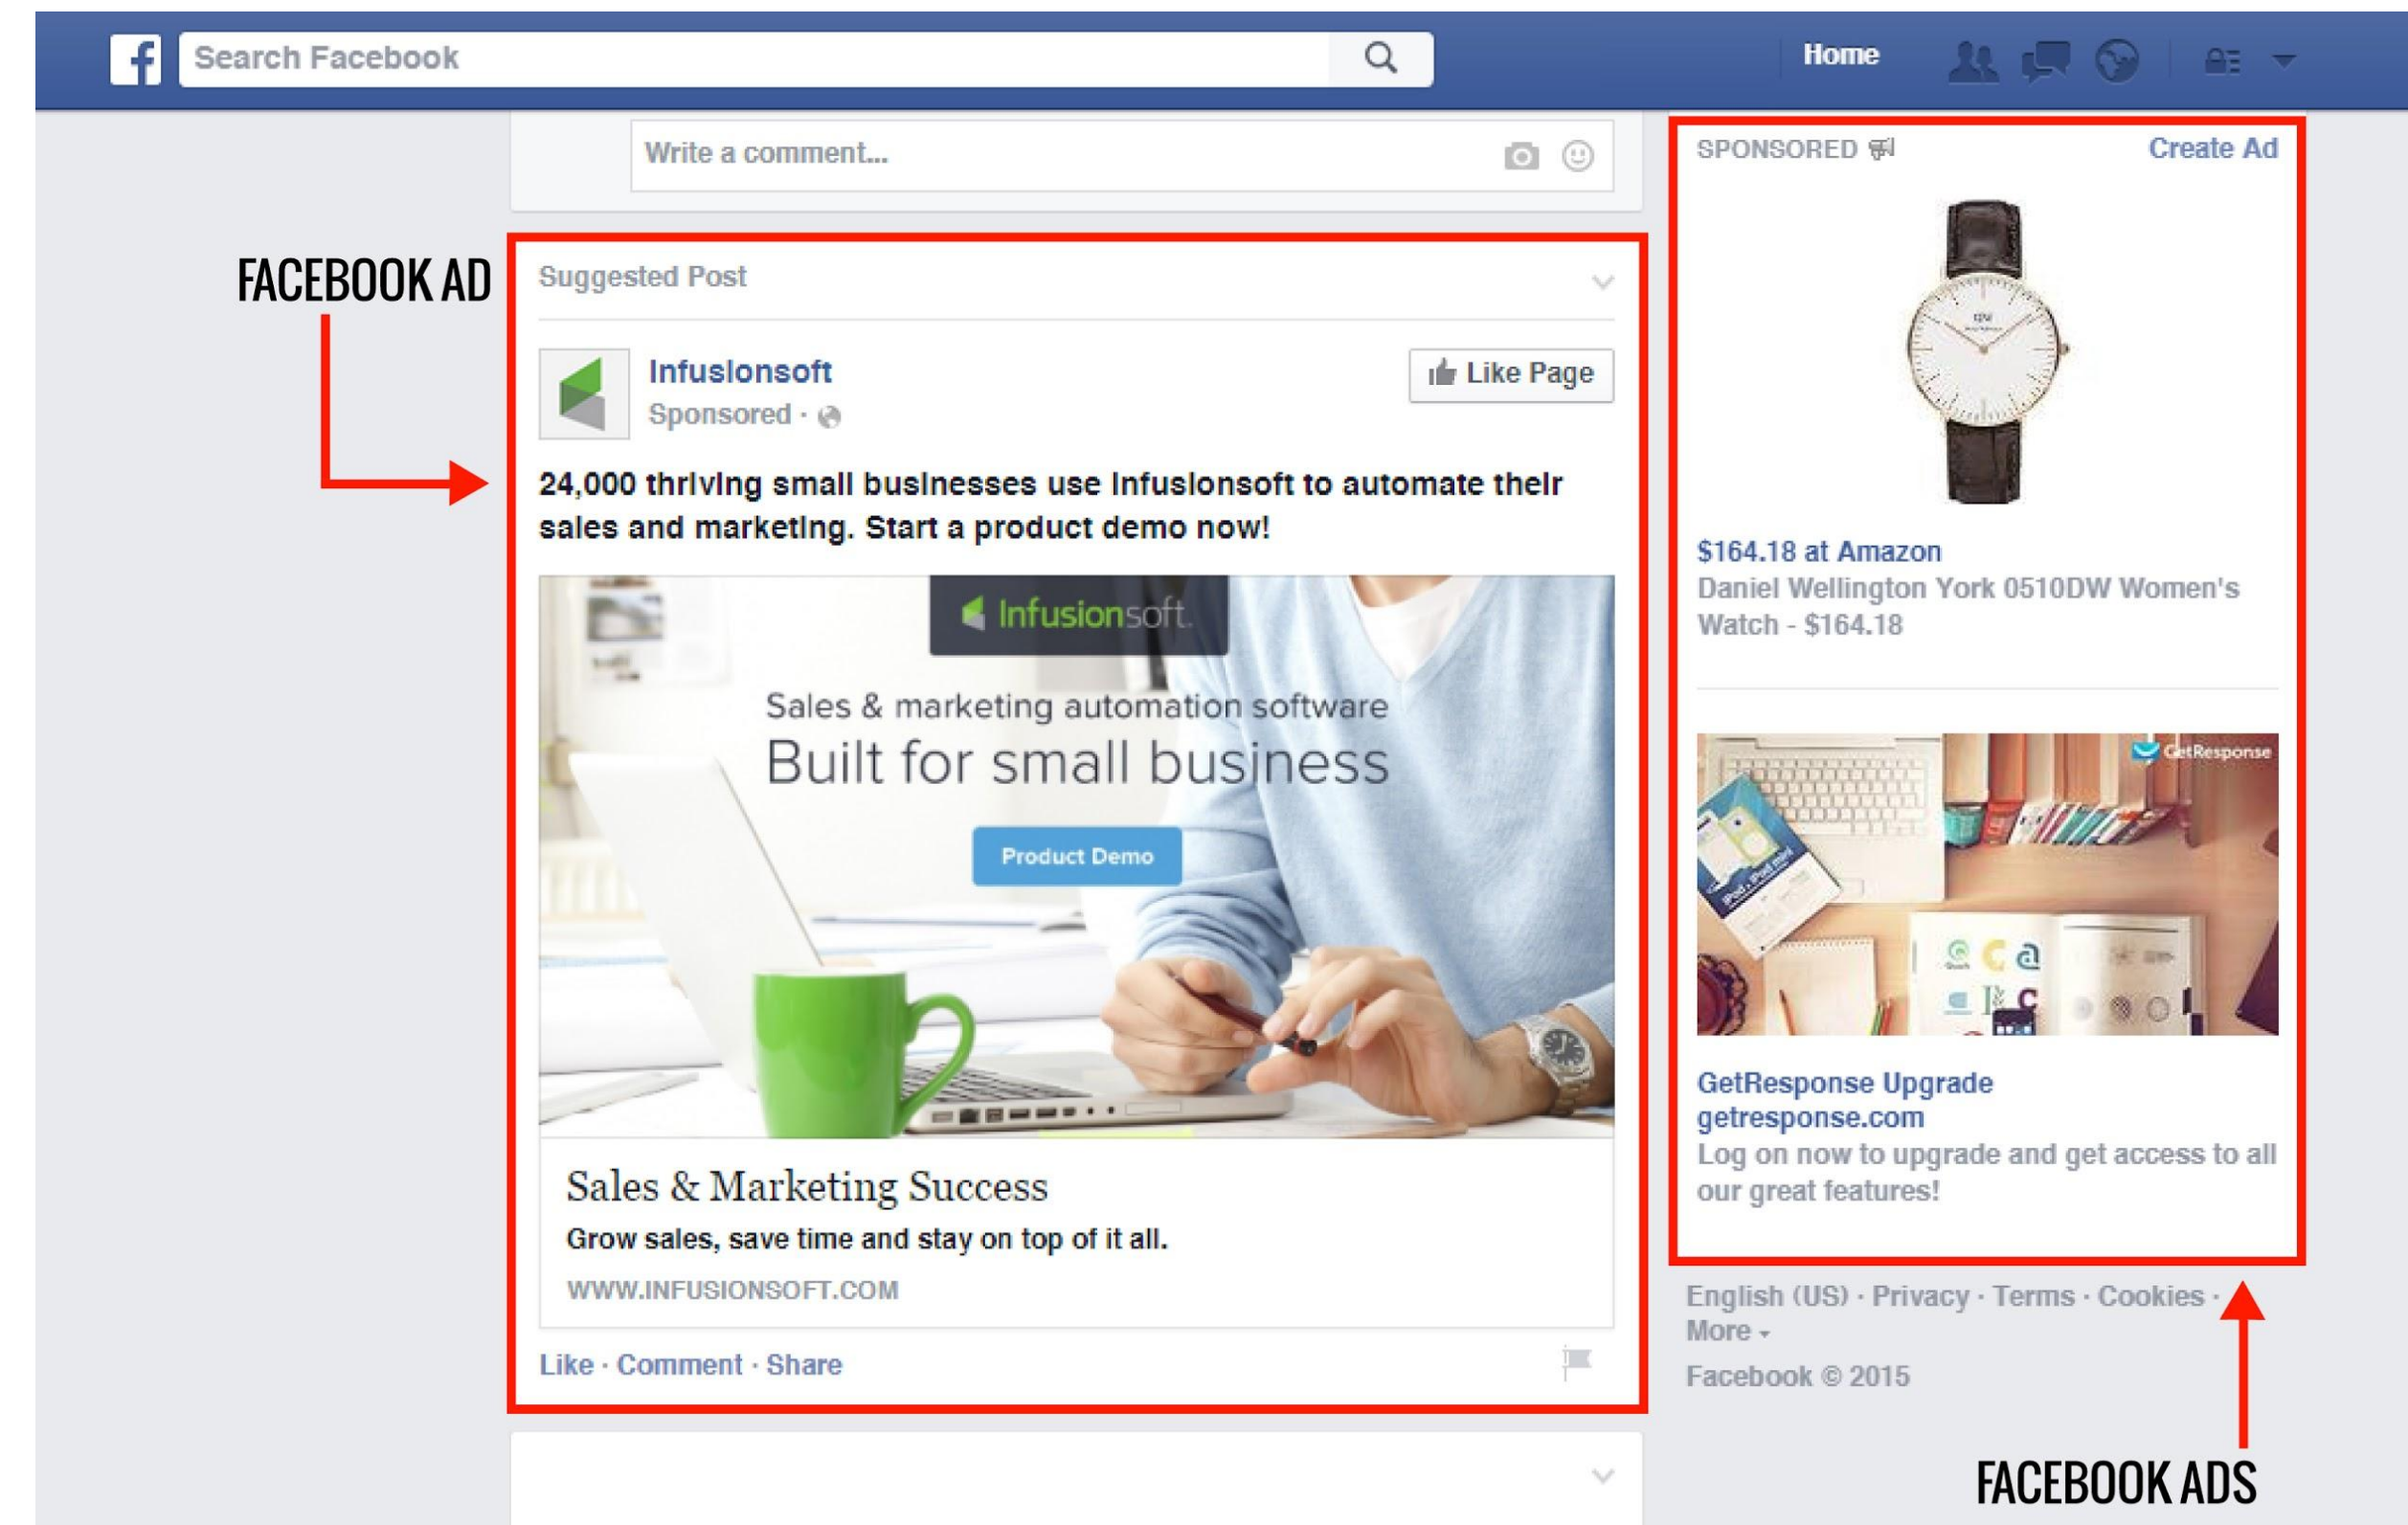 f
Search Facebook
Home
Write a comment...
FACEBOOK AD
Suggested Post
Infusionsoft
Sponsored ·
Like Page
24,000 thriving small businesses use Infusionsoft to automate their
sales and marketing. Start a product demo now!
Infusionsoft.
Sales & marketing automation software
Built for small business
Product Demo
Sales & Marketing Success
Grow sales, save time and stay on top of it all.
WWW.INFUSIONSOFT.COM
Like · Comment · Share
SPONSORED
Create Ad
DW
$164.18 at Amazon
Daniel Wellington York 0510DW Women's
Watch - $164.18
GetResponse
iPod · iPod mini
C a
C
GetResponse Upgrade
getresponse.com
Log on now to upgrade and get access to all
our great features!
English (US) · Privacy · Terms · Cookies ·
More
Facebook © 2015
FACEBOOK ADS